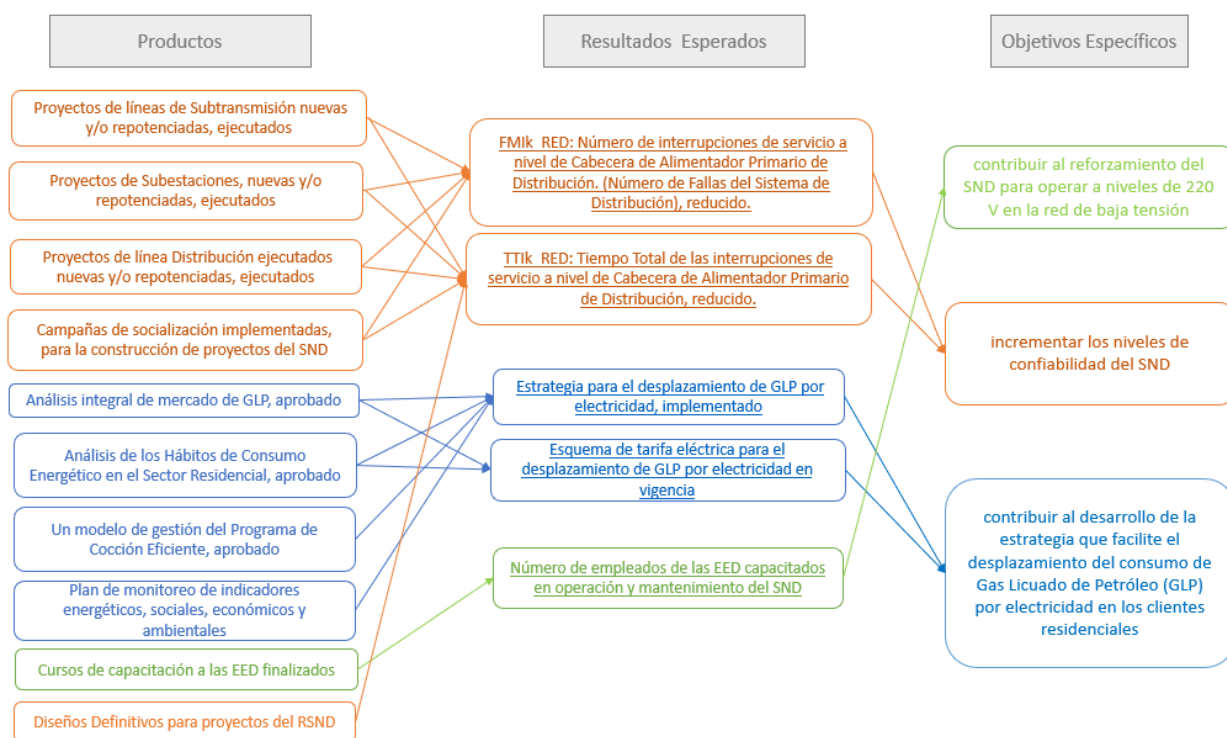 Productos
Resultados Esperados
Objetivos Específicos
Proyectos de líneas de Subtransmisión nuevas
y/o repotenciadas, ejecutados
Proyectos de Subestaciones, nuevas y/o
repotenciadas, ejecutados
Proyectos de línea Distribución ejecutados
nuevas y/o repotenciadas, ejecutados
Campañas de socialización implementadas,
para la construcción de proyectos del SND
Análisis integral de mercado de GLP, aprobado
Análisis de los Hábitos de Consumo
Energético en el Sector Residencial, aprobado
Un modelo de gestión del Programa de
Cocción Eficiente, aprobado
Plan de monitoreo de indicadores
energéticos, sociales, económicos y
ambientales
Cursos de capacitación a las EED finalizados
Diseños Definitivos para proyectos del RSND
FMIk_RED: Número de interrupciones de servicio a
nivel de Cabecera de Alimentador Primario de
Distribución. (Número de Fallas del Sistema de
Distribución), reducido.
TTIk_RED: Tiempo Total de las interrupciones de
servicio a nivel de Cabecera de Alimentador Primario
de Distribución, reducido.
Estrategia para el desplazamiento de GLP por
electricidad, implementado
Esquema de tarifa eléctrica para el
desplazamiento de GLP por electricidad en
vigencia
Número de empleados de las EED capacitados
en operación y mantenimiento del SND
contribuir al reforzamiento del
SND para operar a niveles de 220
V en la red de baja tensión
incrementar los niveles de
confiabilidad del SND
contribuir al desarrollo de la
estrategia que facilite el
desplazamiento del consumo de
Gas Licuado de Petróleo (GLP)
por electricidad en los clientes
residenciales